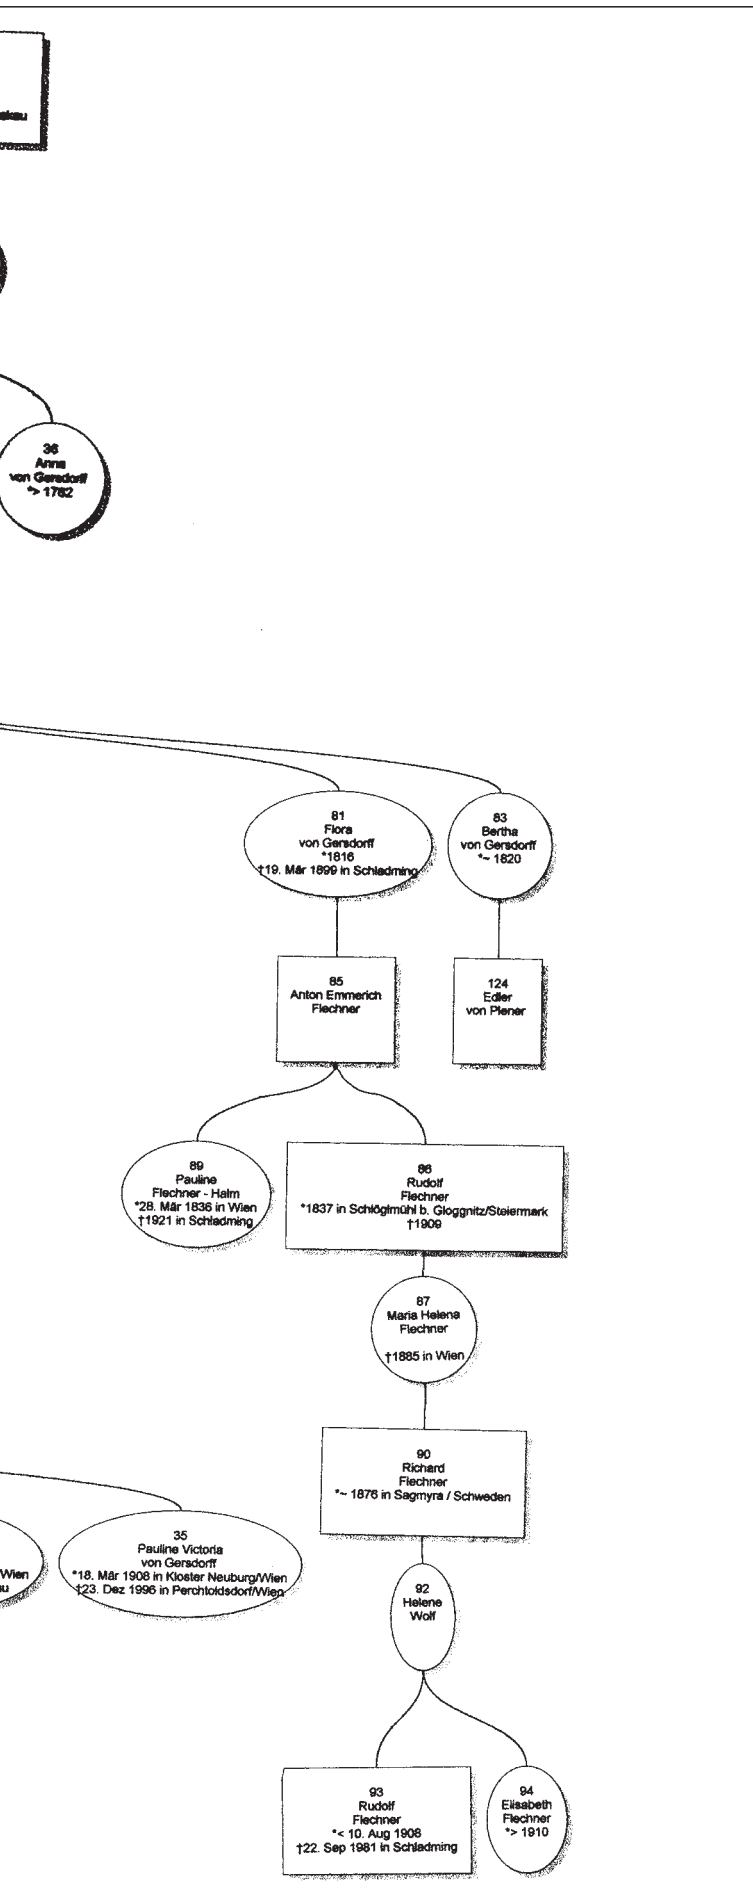 skau
36
Anna
von Gersdorff
*> 1762
81
Flora
von Gersdorff
*1816
†19. Mär 1899 in Schladming
83
Bertha
von Gersdorff
*~ 1820
85
Anton Emmerich
Flechner
124
Edler
von Plener
89
Pauline
Flechner - Halm
*28. Mär 1836 in Wien
†1921 in Schladming
86
Rudolf
Flechner
*1837 in Schlöglmühl b. Gloggnitz/Steiermark
†1909
87
Maria Helena
Flechner
†1885 in Wien
90
Richard
Flechner
*~ 1876 in Sagmyra / Schweden
/Wien
au
35
Pauline Victoria
von Gersdorff
*18. Mär 1908 in Kloster Neuburg/Wien
†23. Dez 1996 in Perchtoldsdorf/Wien
92
Helene
Wolf
93
Rudolf
Flechner
*< 10. Aug 1908
†22. Sep 1981 in Schladming
94
Elisabeth
Flechner
*> 1910